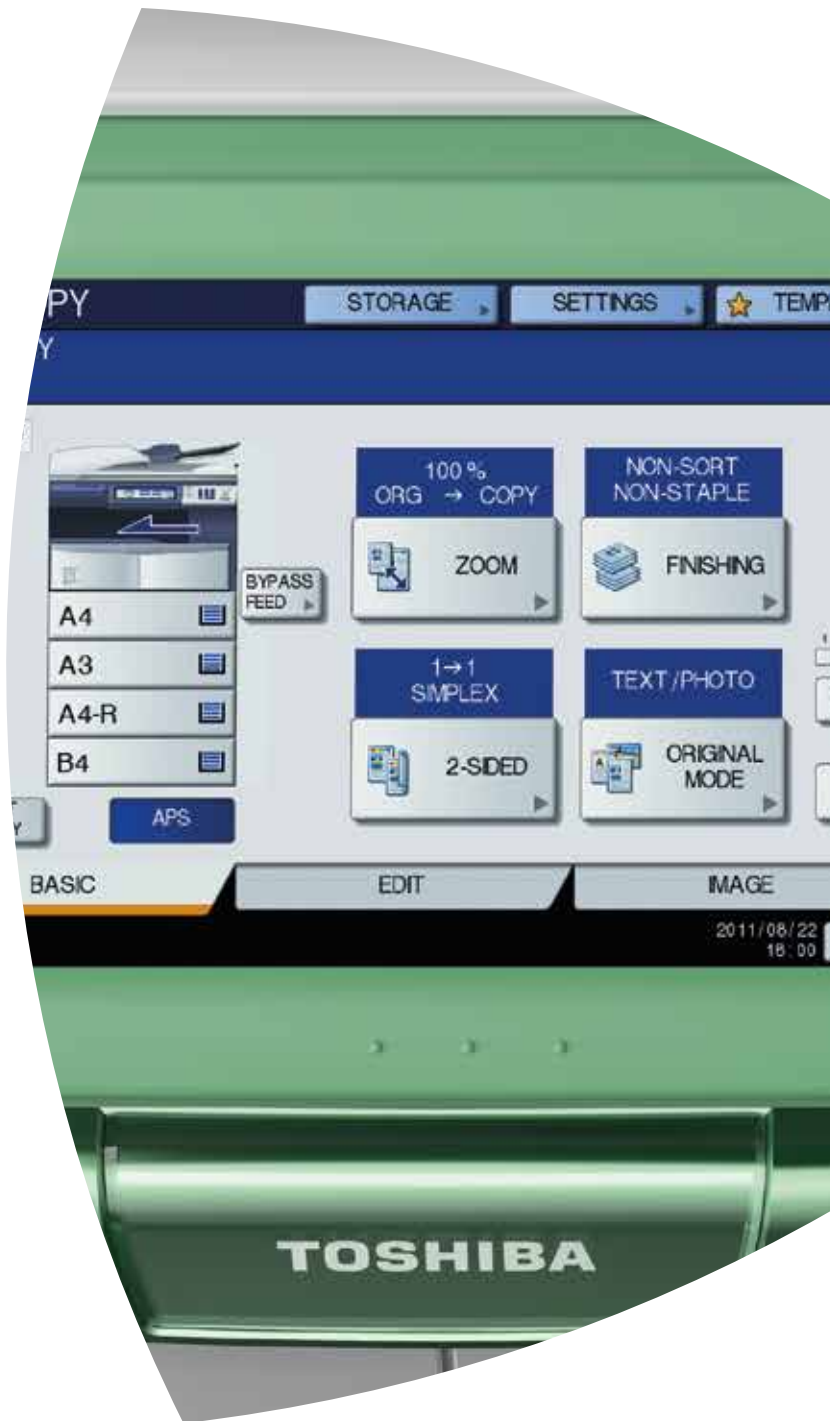 PY
STORAGE
SETTINGS
TEMP
Y
100 %
ORG → COPY
ZOOM
NON-SORT
NON-STAPLE
FINISHING
BYPASS
FEED
A4
A3
A4-R
B4
1→1
SIMPLEX
2-SIDED
TEXT/PHOTO
ORIGINAL
MODE
Y
APS
BASIC
EDIT
IMAGE
2011/08/22
16:00
TOSHIBA